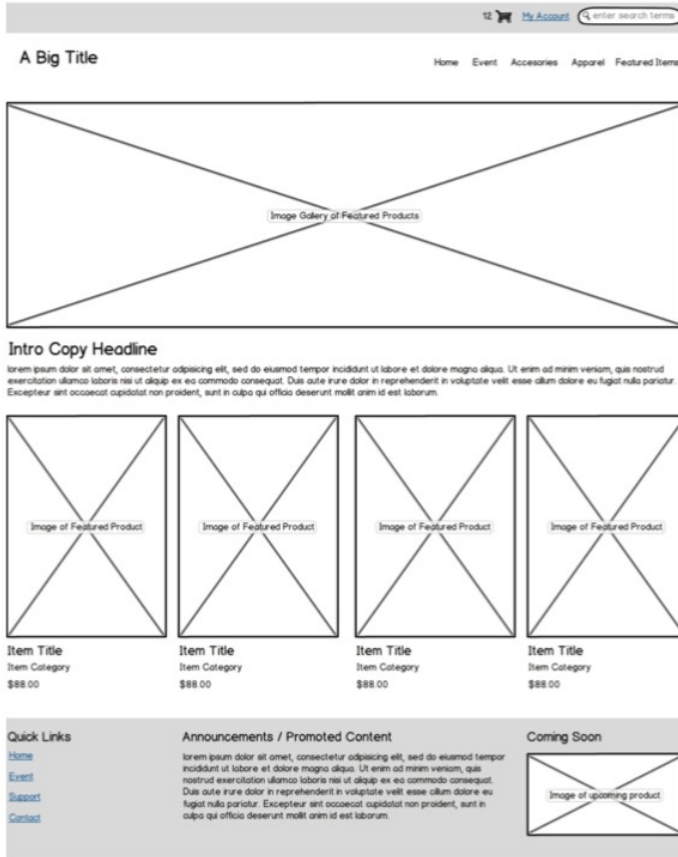 12 My Account enter search terms
A Big Title
Home Event Accesories Apparel Featured Items
Image Gallery of Featured Products
Intro Copy Headline
lorem ipsum dolor sit amet, consectetur adipisicing elit, sed do eiusmod tempor incididunt ut labore et dolore magna aliqua. Ut enim ad minim veniam, quis nostrud
exercitation ullamco laboris nisi ut aliquip ex ea commodo consequat. Duis aute irure dolor in reprehenderit in voluptate velit esse cillum dolore eu fugiat nulla pariatur.
Excepteur sint occaecat cupidatat non proident, sunt in culpa qui officia deserunt mollit anim id est laborum.
Image of Featured Product Image of Featured Product Image of Featured Product Image of Featured Product
Item Title Item Title Item Title Item Title
Item Category Item Category Item Category Item Category
$88.00 $88.00 $88.00 $88.00
Quick Links
Home
Event
Support
Contact
Announcements / Promoted Content
lorem ipsum dolor sit amet, consectetur adipisicing elit, sed do eiusmod tempor
incididunt ut labore et dolore magna aliqua. Ut enim ad minim veniam, quis
nostrud exercitation ullamco laboris nisi ut aliquip ex ea commodo consequat.
Duis aute irure dolor in reprehenderit in voluptate velit esse cillum dolore eu
fugiat nulla pariatur. Excepteur sint occaecat cupidatat non proident, sunt in
culpa qui officia deserunt mollit anim id est laborum.
Coming Soon
Image of upcoming product